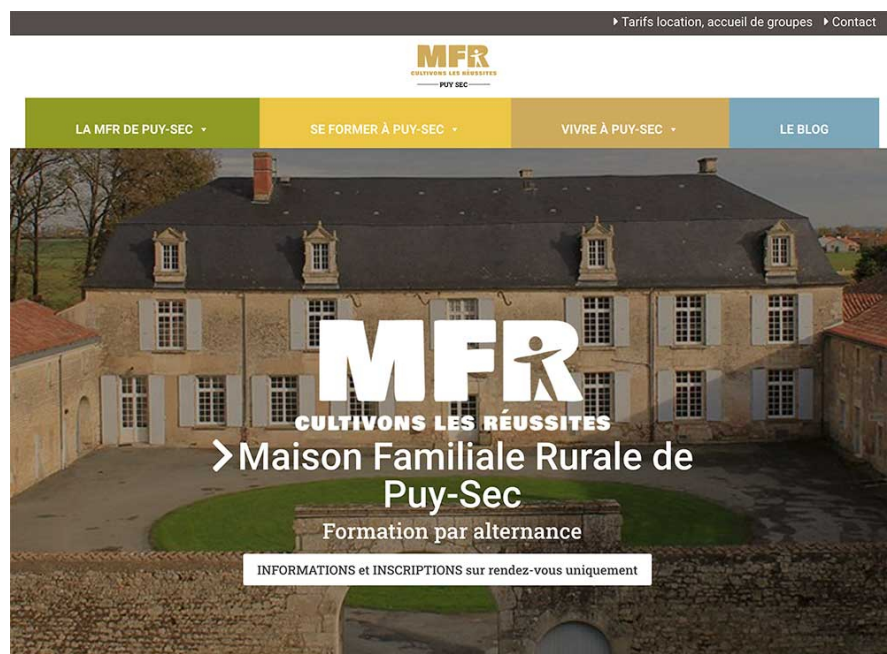 Tarifs location, accueil de groupes Contact
MFR
CULTIVONS LES RÉUSSITES
PUY SEC
LA MFR DE PUY-SEC SE FORMER À PUY-SEC VIVRE À PUY-SEC LE BLOG
MFR
CULTIVONS LES RÉUSSITES
Maison Familiale Rurale de
Puy-Sec
Formation par alternance
INFORMATIONS et INSCRIPTIONS sur rendez-vous uniquement